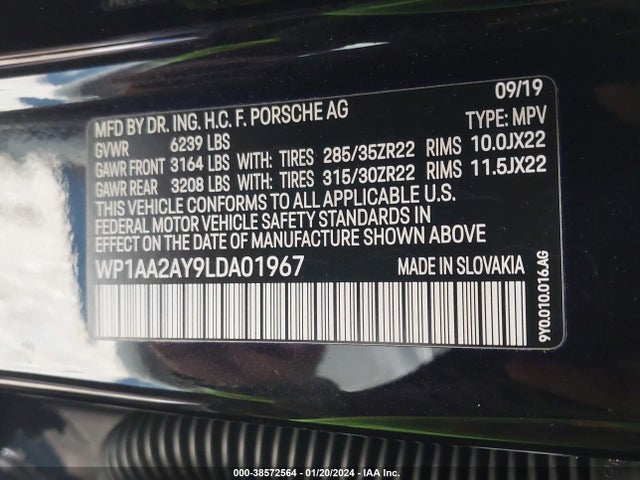 09/19
MFD BY DR. ING. H.C. F. PORSCHE AG
GVWR 6239 LBS TYPE: MPV
GAWR FRONT 3164 LBS WITH: TIRES 285/35ZR22 RIMS 10.0JX22
GAWR REAR 3208 LBS WITH: TIRES 315/30ZR22 RIMS 11.5JX22
THIS VEHICLE CONFORMS TO ALL APPLICABLE U.S.
FEDERAL MOTOR VEHICLE SAFETY STANDARDS IN
EFFECT ON THE DATE OF MANUFACTURE SHOWN ABOVE
WP1AA2AY9LDA01967 MADE IN SLOVAKIA
9Y0.010.016.AG
000-38572564 - 01/20/2024 - IAA Inc.